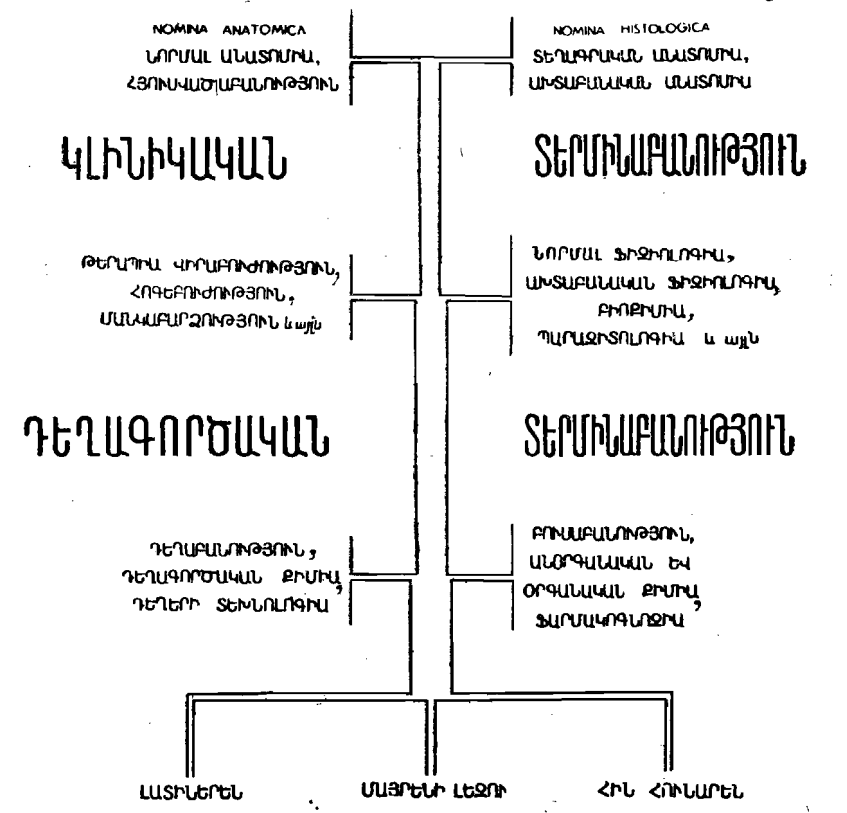 NOMINA ANATOMICA
ՆՈՐՄԱԼ ԱՆԱՏՈՄԻԱ,
ՀՅՈՒՍՎԱԾԱԲԱՆՈՒԹՅՈՒՆ
NOMINA HISTOLOGICA
ՏԵՂԱԳՐԱԿԱՆ ԱՆԱՏՈՄԻԱ,
ԱԽՏԱԲԱՆԱԿԱՆ ԱՆԱՏՈՄԻԱ
ԿԼԻՆԻԿԱԿԱՆ ՏԵՐՄԻՆԱԲԱՆՈՒԹՅՈՒՆ
ԹԵՐԱՊԻԱ ՎԻՐԱԲՈՒԺՈՒԹՅՈՒՆ,
ՀՈԳԵԲՈՒԺՈՒԹՅՈՒՆ,
ՄԱՆԿԱԲԱՐՁՈՒԹՅՈՒՆ և այլն
ՆՈՐՄԱԼ ՖԻԶԻՈԼՈԳԻԱ,
ԱԽՏԱԲԱՆԱԿԱՆ ՖԻԶԻՈԼՈԳԻԱ,
ԲԻՈՔԻՄԻԱ,
ՊԱՐԱԶԻՏՈԼՈԳԻԱ և այլն
ԴԵՂԱԳՈՐԾԱԿԱՆ ՏԵՐՄԻՆԱԲԱՆՈՒԹՅՈՒՆ
ԴԵՂԱԲԱՆՈՒԹՅՈՒՆ,
ԴԵՂԱԳՈՐԾԱԿԱՆ ՔԻՄԻԱ,
ԴԵՂԵՐԻ ՏԵԽՆՈԼՈԳԻԱ
ԲՈՒՍԱԲԱՆՈՒԹՅՈՒՆ,
ԱՆՕՐԳԱՆԱԿԱՆ ԵՎ
ՕՐԳԱՆԱԿԱՆ ՔԻՄԻԱ,
ՖԱՐՄԱԿՈԳՆՈԶԻԱ
ԼԱՏԻՆԵՐԵՆ ՄԱՅՐԵՆԻ ԼԵԶՈՒ ՀԻՆ ՀՈՒՆԱՐԵՆ